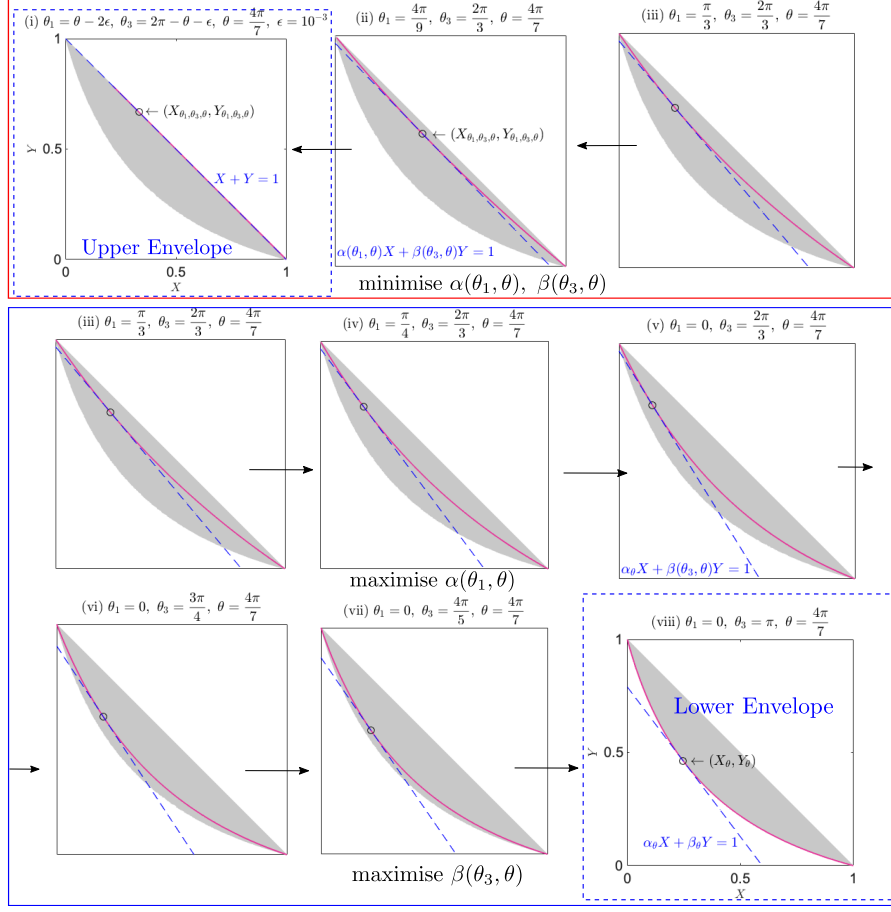 (i) θ₁ = θ − 2ϵ, θ₃ = 2π − θ − ϵ, θ = 4π/7, ϵ = 10⁻³
(ii) θ₁ = 4π/9, θ₃ = 2π/3, θ = 4π/7
(iii) θ₁ = π/3, θ₃ = 2π/3, θ = 4π/7
1
0.5
0
Y
← (X_{θ₁,θ₃,θ}, Y_{θ₁,θ₃,θ})
X + Y = 1
Upper Envelope
0 0.5 1
X
← (X_{θ₁,θ₃,θ}, Y_{θ₁,θ₃,θ})
α(θ₁, θ)X + β(θ₃, θ)Y = 1
minimise α(θ₁, θ), β(θ₃, θ)
(iii) θ₁ = π/3, θ₃ = 2π/3, θ = 4π/7
(iv) θ₁ = π/4, θ₃ = 2π/3, θ = 4π/7
(v) θ₁ = 0, θ₃ = 2π/3, θ = 4π/7
α_θX + β(θ₃, θ)Y = 1
maximise α(θ₁, θ)
(vi) θ₁ = 0, θ₃ = 3π/4, θ = 4π/7
(vii) θ₁ = 0, θ₃ = 4π/5, θ = 4π/7
(viii) θ₁ = 0, θ₃ = π, θ = 4π/7
1
0.5
0
Y
Lower Envelope
← (X_θ, Y_θ)
α_θX + β_θY = 1
0 0.5 1
X
maximise β(θ₃, θ)